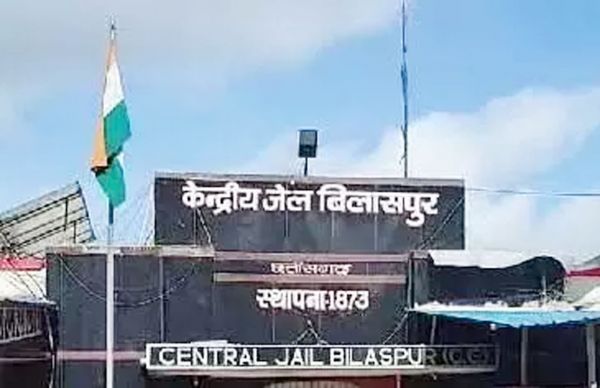 केन्द्रीय जेल बिलासपुर
छत्तीसगढ़
स्थापना-1873
CENTRAL JAIL BILASPUR (C.G.)